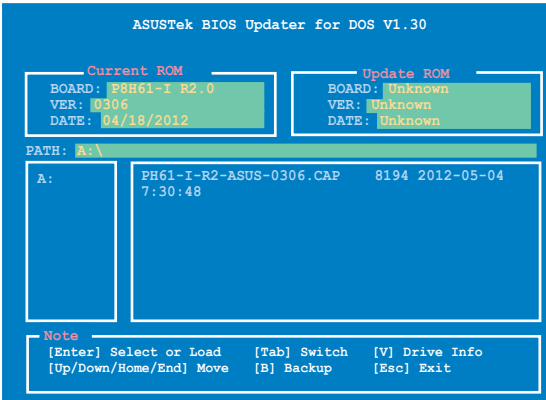 ASUSTek BIOS Updater for DOS V1.30
Current ROM
BOARD: P8H61-I R2.0
VER: 0306
DATE: 04/18/2012
Update ROM
BOARD: Unknown
VER: Unknown
DATE: Unknown
PATH: A:\
A:
PH61-I-R2-ASUS-0306.CAP 8194 2012-05-04
7:30:48
Note
[Enter] Select or Load [Tab] Switch [V] Drive Info
[Up/Down/Home/End] Move [B] Backup [Esc] Exit